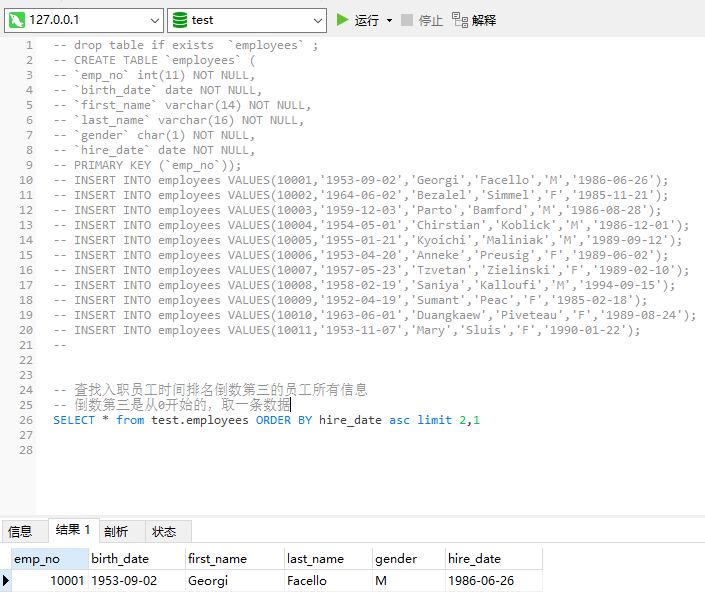 127.0.0.1 test 运行 停止 解释
1 -- drop table if exists  `employees` ;
2 -- CREATE TABLE `employees` (
3 -- `emp_no` int(11) NOT NULL,
4 -- `birth_date` date NOT NULL,
5 -- `first_name` varchar(14) NOT NULL,
6 -- `last_name` varchar(16) NOT NULL,
7 -- `gender` char(1) NOT NULL,
8 -- `hire_date` date NOT NULL,
9 -- PRIMARY KEY (`emp_no`));
10 -- INSERT INTO employees VALUES(10001,'1953-09-02','Georgi','Facello','M','1986-06-26');
11 -- INSERT INTO employees VALUES(10002,'1964-06-02','Bezalel','Simmel','F','1985-11-21');
12 -- INSERT INTO employees VALUES(10003,'1959-12-03','Parto','Bamford','M','1986-08-28');
13 -- INSERT INTO employees VALUES(10004,'1954-05-01','Chirstian','Koblick','M','1986-12-01');
14 -- INSERT INTO employees VALUES(10005,'1955-01-21','Kyoichi','Maliniak','M','1989-09-12');
15 -- INSERT INTO employees VALUES(10006,'1953-04-20','Anneke','Preusig','F','1989-06-02');
16 -- INSERT INTO employees VALUES(10007,'1957-05-23','Tzvetan','Zielinski','F','1989-02-10');
17 -- INSERT INTO employees VALUES(10008,'1958-02-19','Saniya','Kalloufi','M','1994-09-15');
18 -- INSERT INTO employees VALUES(10009,'1952-04-19','Sumant','Peac','F','1985-02-18');
19 -- INSERT INTO employees VALUES(10010,'1963-06-01','Duangkaew','Piveteau','F','1989-08-24');
20 -- INSERT INTO employees VALUES(10011,'1953-11-07','Mary','Sluis','F','1990-01-22');
21 --
22
23
24 -- 查找入职员工时间排名倒数第三的员工所有信息
25 -- 倒数第三是从0开始的，取一条数据
26 SELECT * from test.employees ORDER BY hire_date asc limit 2,1
27
28
信息 结果 1 剖析 状态
emp_no birth_date first_name last_name gender hire_date
10001 1953-09-02 Georgi Facello M 1986-06-26